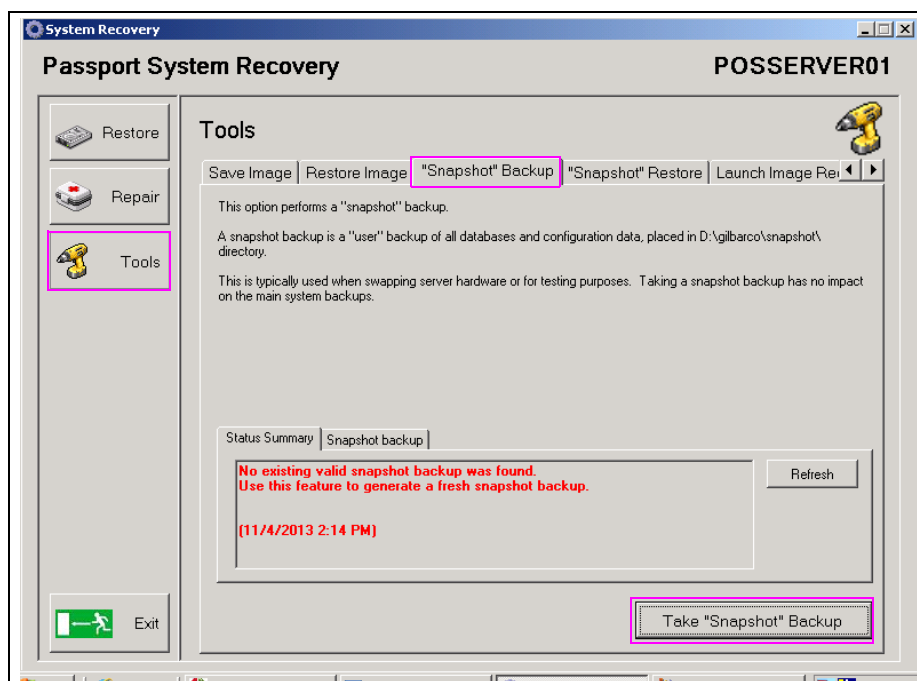 System Recovery
Passport System Recovery
POSSERVER01
Restore
Repair
Tools
Exit
Tools
Save Image
Restore Image
"Snapshot" Backup
"Snapshot" Restore
Launch Image
This option performs a "snapshot" backup.
A snapshot backup is a "user" backup of all databases and configuration data, placed in D:\gilbarco\snapshot\
directory.
This is typically used when swapping server hardware or for testing purposes. Taking a snapshot backup has no impact
on the main system backups.
Status Summary
Snapshot backup
No existing valid snapshot backup was found.
Use this feature to generate a fresh snapshot backup.
(11/4/2013 2:14 PM)
Refresh
Take "Snapshot" Backup